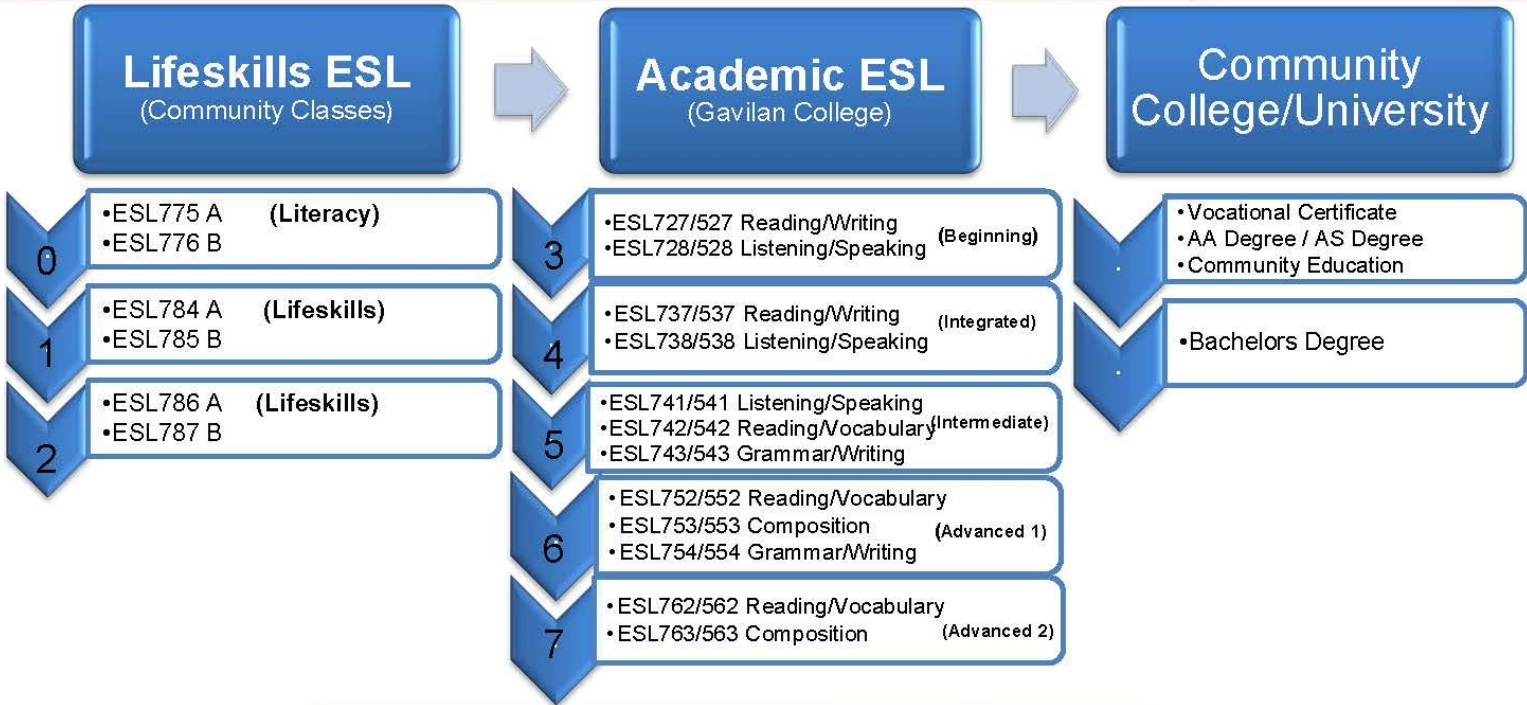 Lifeskills ESL
(Community Classes)
0
•ESL775 A (Literacy)
•ESL776 B
1
•ESL784 A (Lifeskills)
•ESL785 B
2
•ESL786 A (Lifeskills)
•ESL787 B
Academic ESL
(Gavilan College)
3
•ESL727/527 Reading/Writing
•ESL728/528 Listening/Speaking
(Beginning)
4
•ESL737/537 Reading/Writing
•ESL738/538 Listening/Speaking
(Integrated)
5
•ESL741/541 Listening/Speaking
•ESL742/542 Reading/Vocabulary
•ESL743/543 Grammar/Writing
(Intermediate)
6
•ESL752/552 Reading/Vocabulary
•ESL753/553 Composition
•ESL754/554 Grammar/Writing
(Advanced 1)
7
•ESL762/562 Reading/Vocabulary
•ESL763/563 Composition
(Advanced 2)
Community
College/University
.
•Vocational Certificate
•AA Degree / AS Degree
•Community Education
.
•Bachelors Degree